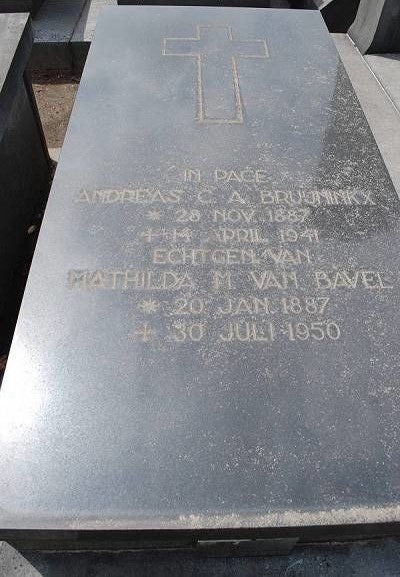 IN PACE
ANDREAS C. A. BRUIJNINKX
* 28 NOV. 1887
+ 14 APRIL 1941
ECHTGEN. VAN
MATHILDA M. VAN BAVEL
* 20 JAN. 1887
+ 30 JULI 1950